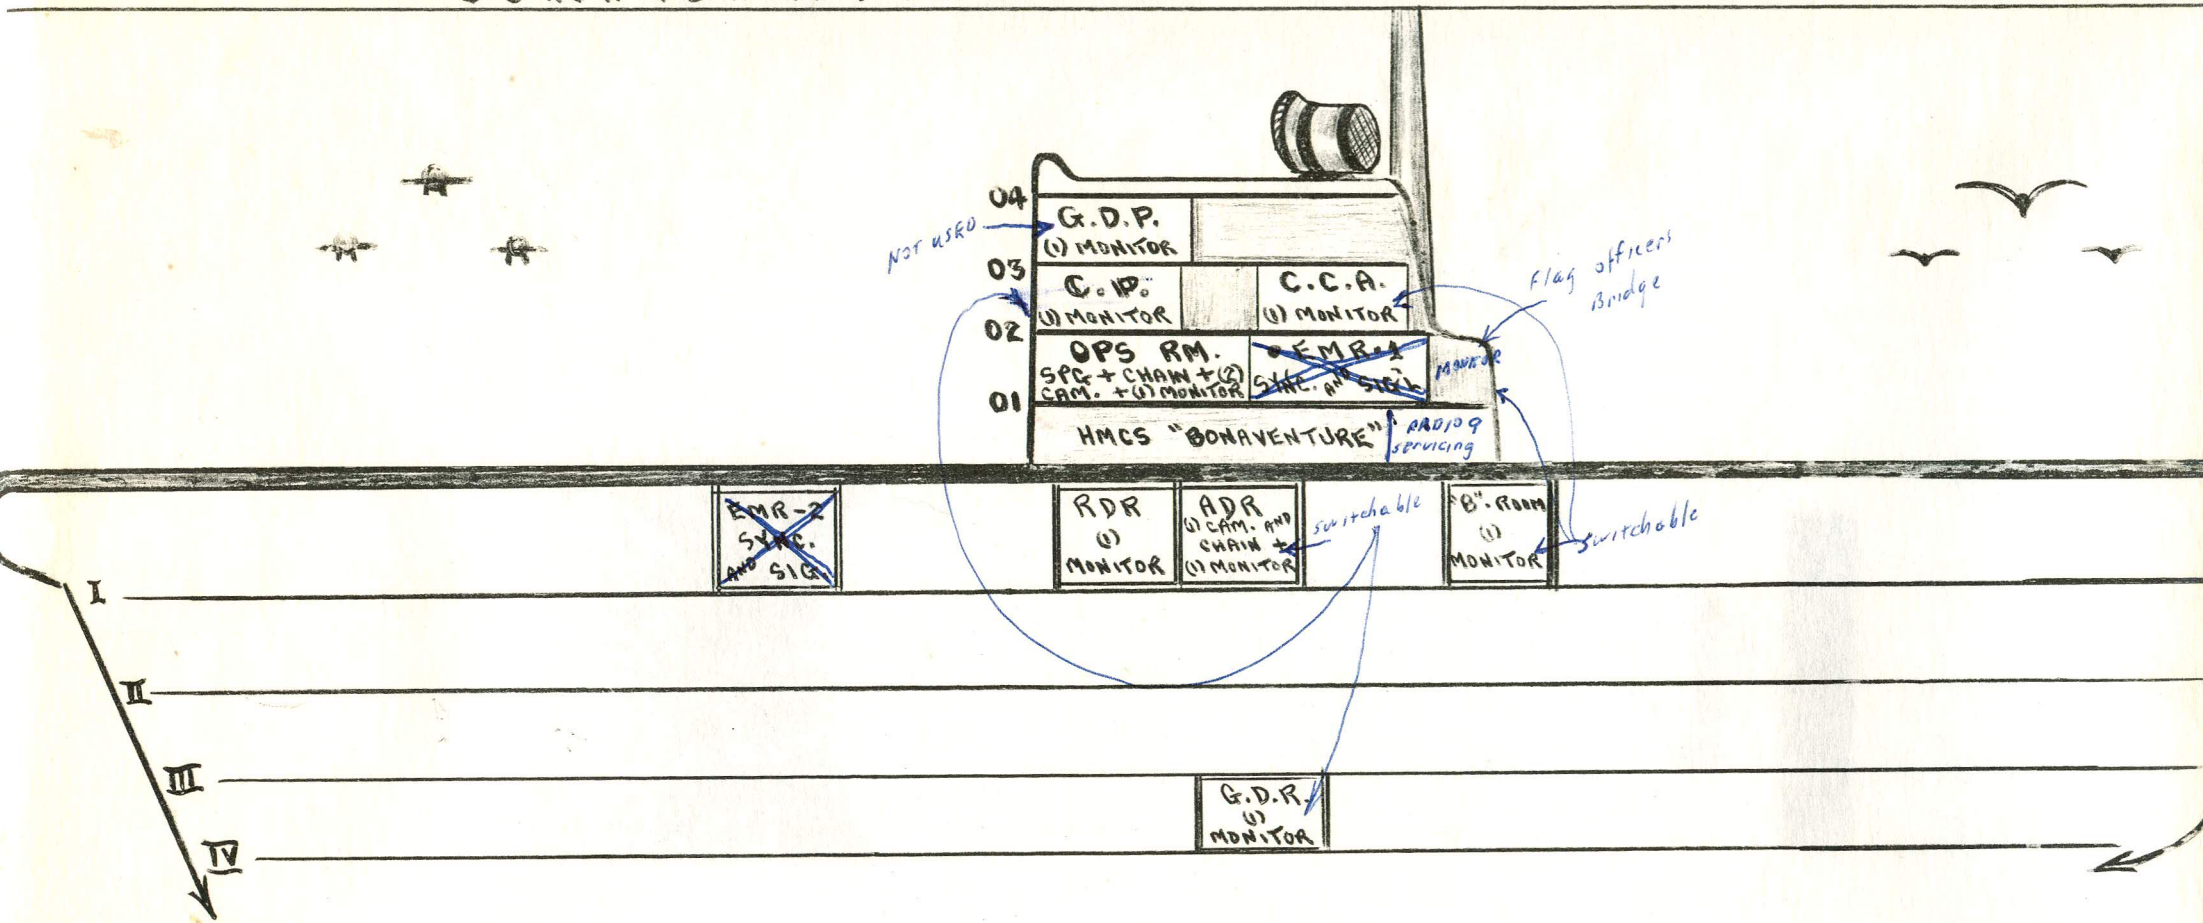 04
G.D.P.
(1) MONITOR
NOT USED
03
C.P.
(1) MONITOR
C.C.A.
(1) MONITOR
Flag officers
Bridge
02
OPS RM.
SPG + CHAIN + (2)
CAM. + (1) MONITOR
EMR-1
SYNC. AND SIG'L
MONITOR
01
HMCS "BONAVENTURE"
RADIO 9
servicing
EMR-2
SYNC.
AND SIG.
RDR
(1)
MONITOR
ADR
(1) CAM. AND
CHAIN +
(1) MONITOR
switchable
"B". ROOM
(1)
MONITOR
switchable
I
II
III
G.D.R.
(1)
MONITOR
IV